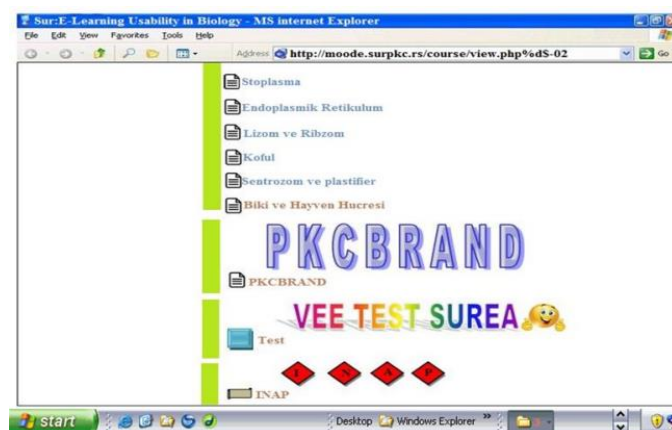 Sur:E-Learning Usability in Biology - MS internet Explorer
File Edit View Favorites Tools Help
Address http://moode.surpkc.rs/course/view.php%dS-02 Go
Stoplasma
Endoplasmik Retikulum
Lizom ve Ribzom
Koful
Sentrozom ve plastifier
Biki ve Hayven Hucresi
PKCBRAND
PKCBRAND
VEE TEST SUREA
Test
I N A P
INAP
start Desktop Windows Explorer